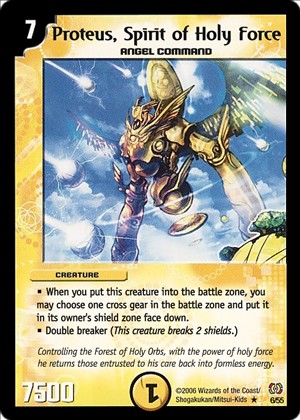 7
Proteus, Spirit of Holy Force
ANGEL COMMAND
CREATURE
■ When you put this creature into the battle zone, you
may choose one cross gear in the battle zone and put it
in its owner's shield zone face down.
■ Double breaker (This creature breaks 2 shields.)
Controlling the Forest of Holy Orbs, with the power of holy force
he returns those entrusted to his care back into harmless energy.
7500
1
©2006 Wizards of the Coast/
Shogakukan/Mitsui-Kids ★ 6/55